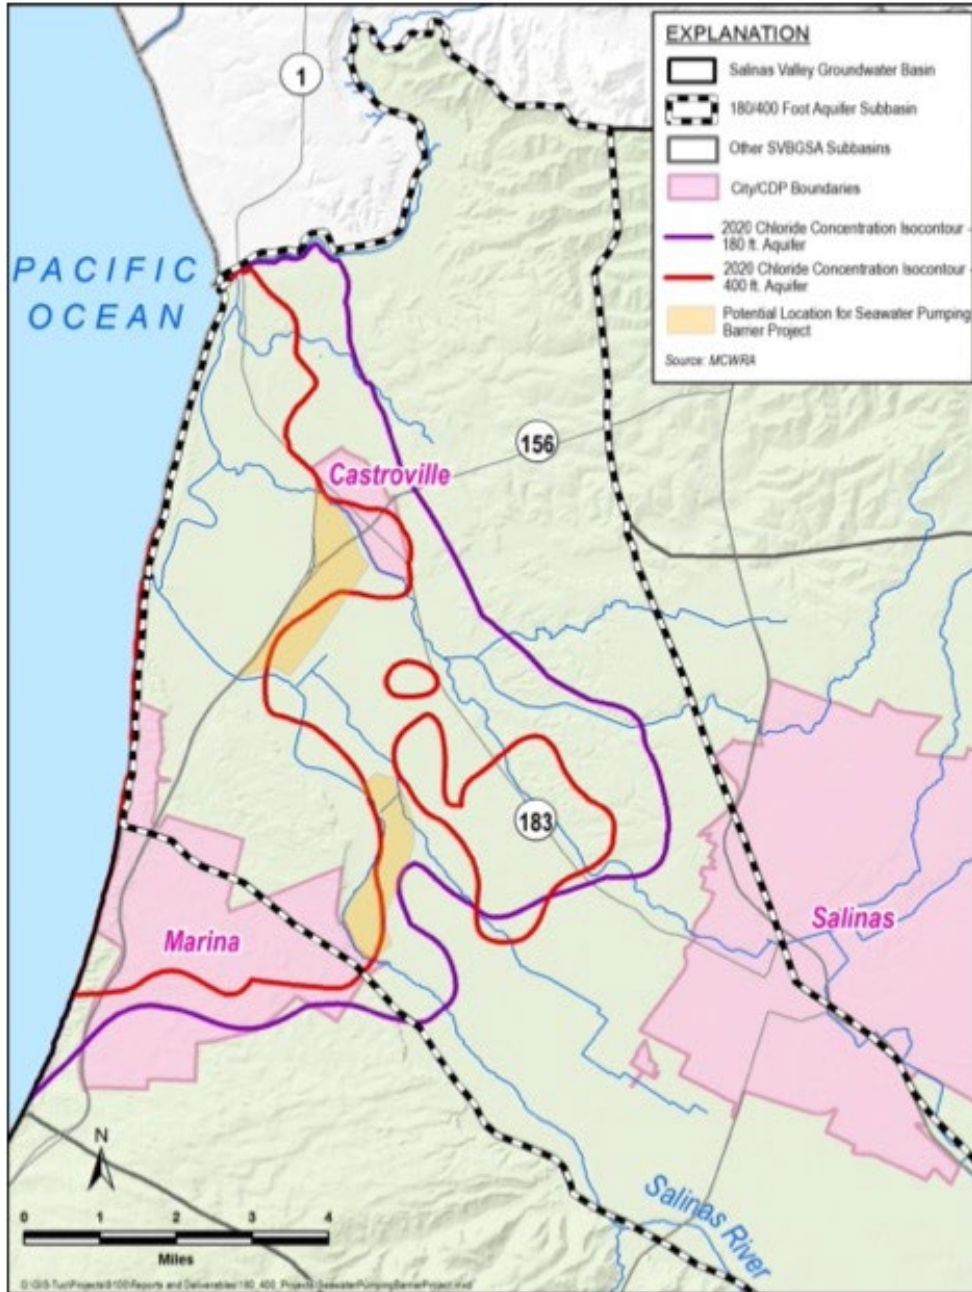 EXPLANATION
Salinas Valley Groundwater Basin
180/400 Foot Aquifer Subbasin
Other SVBGSA Subbasins
City/CDP Boundaries
2020 Chloride Concentration Isocontour -
180 ft. Aquifer
2020 Chloride Concentration Isocontour -
400 ft. Aquifer
Potential Location for Seawater Pumping
Barrier Project
Source: MCWRA
1
PACIFIC
OCEAN
156
Castroville
183
Salinas
Marina
Salinas River
N
0 1 2 3 4
Miles